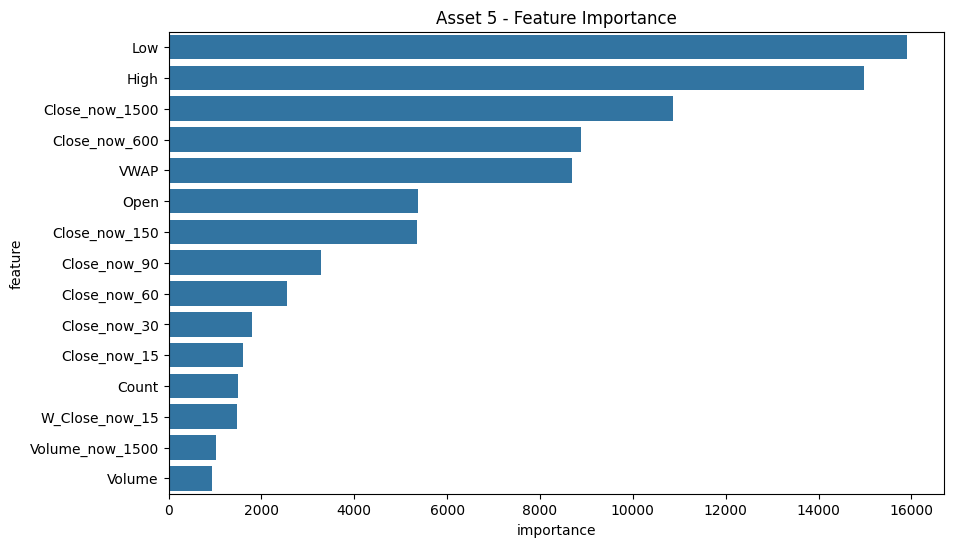 Asset 5 - Feature Importance
Low
High
Close_now_1500
Close_now_600
VWAP
Open
Close_now_150
Close_now_90
Close_now_60
Close_now_30
Close_now_15
Count
W_Close_now_15
Volume_now_1500
Volume
feature
0 2000 4000 6000 8000 10000 12000 14000 16000
importance